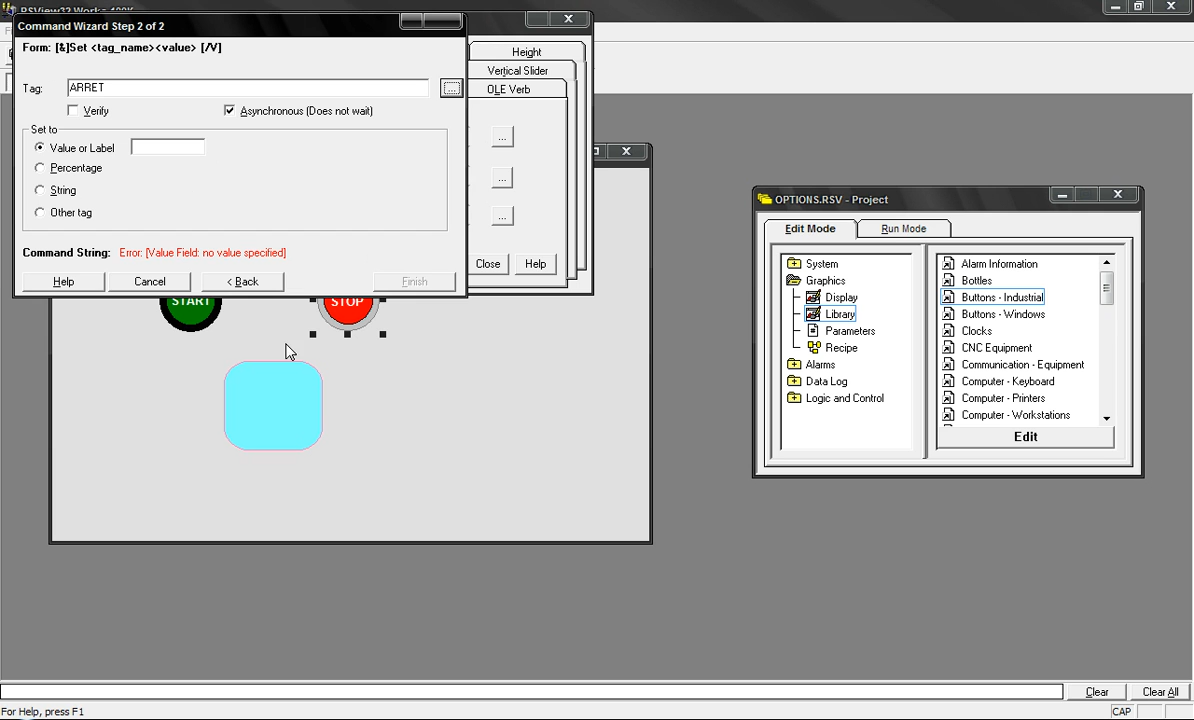 RSView32 Works
Command Wizard Step 2 of 2
Form: [&]Set <tag_name><value> [/V]
Tag: ARRET ...
Verify Asynchronous (Does not wait)
Set to
Value or Label
Percentage
String
Other tag
Command String: Error: [Value Field: no value specified]
Help Cancel < Back Finish
Height
Vertical Slider
OLE Verb
...
...
...
Close Help
START STOP
OPTIONS.RSV - Project
Edit Mode Run Mode
System
Graphics
Display
Library
Parameters
Recipe
Alarms
Data Log
Logic and Control
Alarm Information
Bottles
Buttons - Industrial
Buttons - Windows
Clocks
CNC Equipment
Communication - Equipment
Computer - Keyboard
Computer - Printers
Computer - Workstations
Edit
Clear Clear All
For Help, press F1
CAP